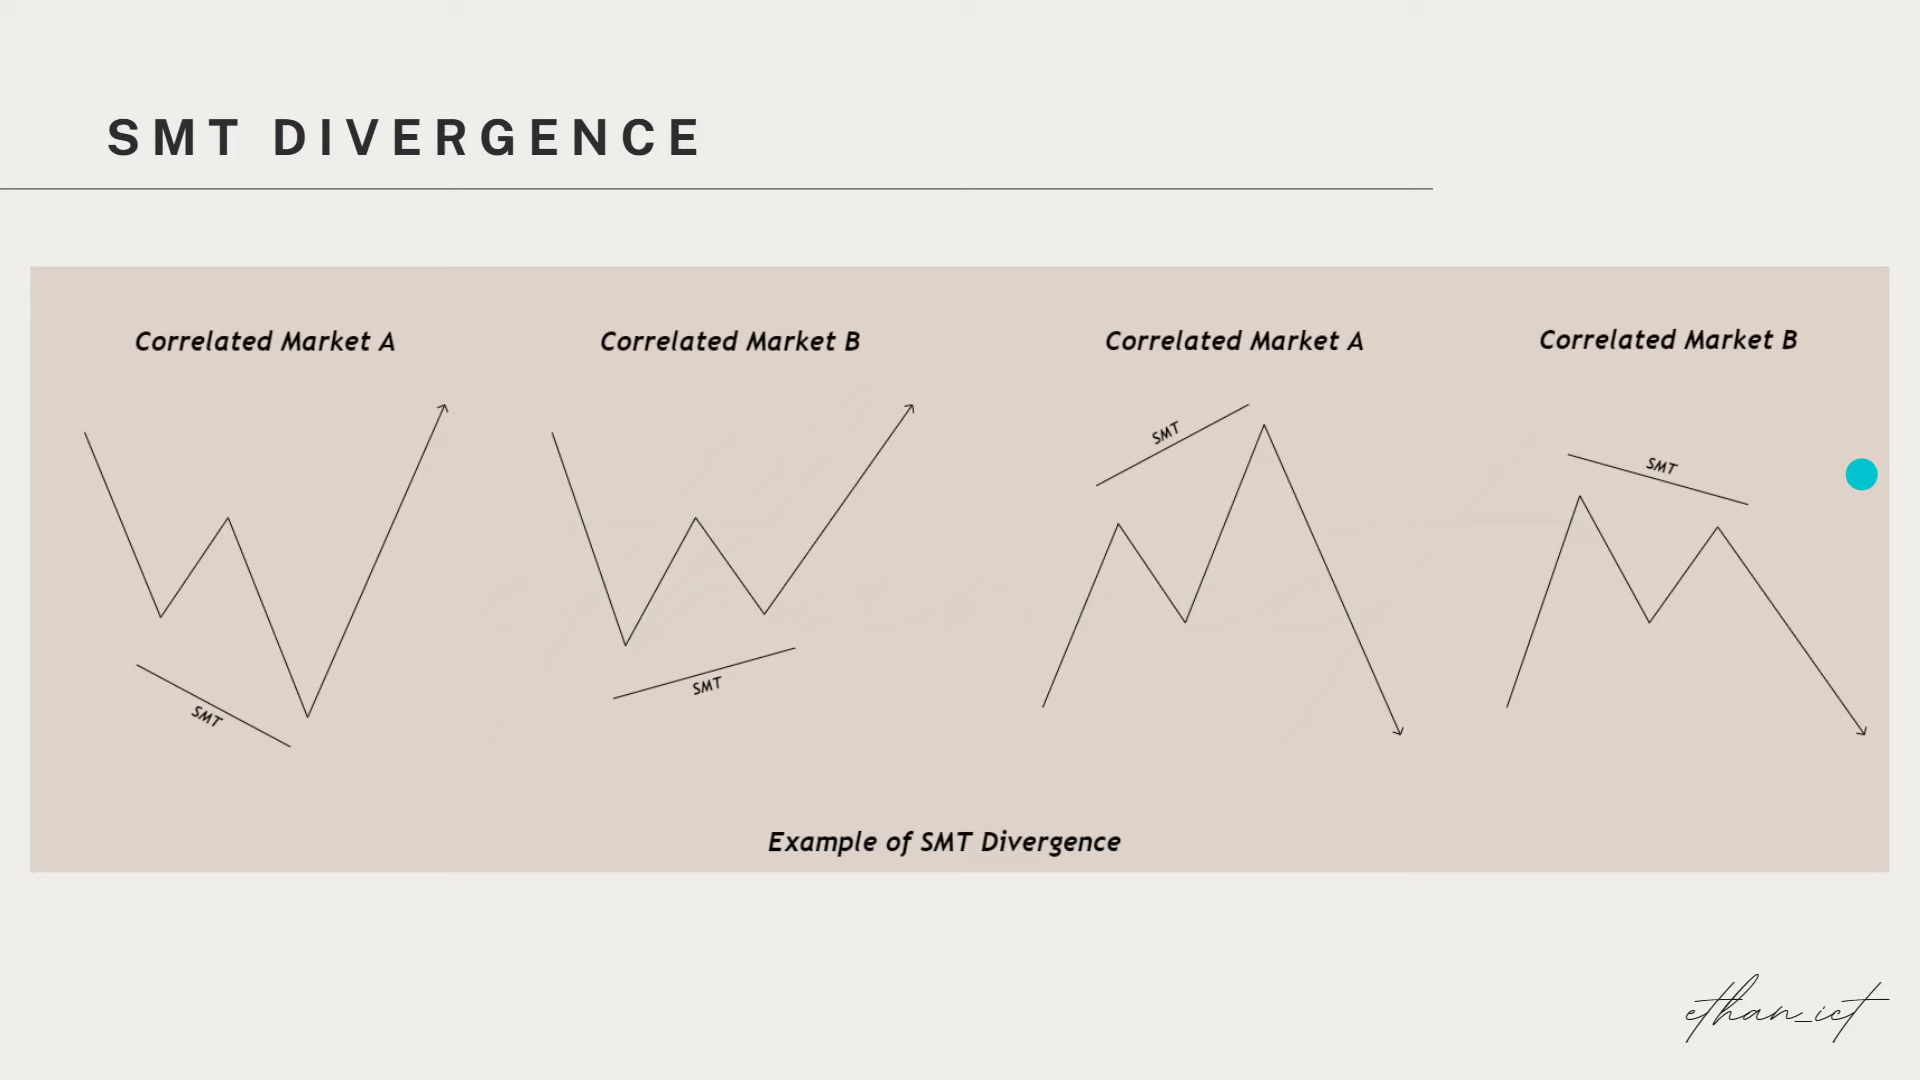 SMT DIVERGENCE
Correlated Market A
Correlated Market B
Correlated Market A
Correlated Market B
SMT
SMT
SMT
SMT
Example of SMT Divergence
ethan_ict